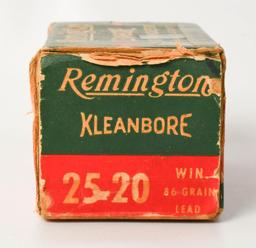 Remington
KLEANBORE
25-20 WIN.
86 GRAIN
LEAD